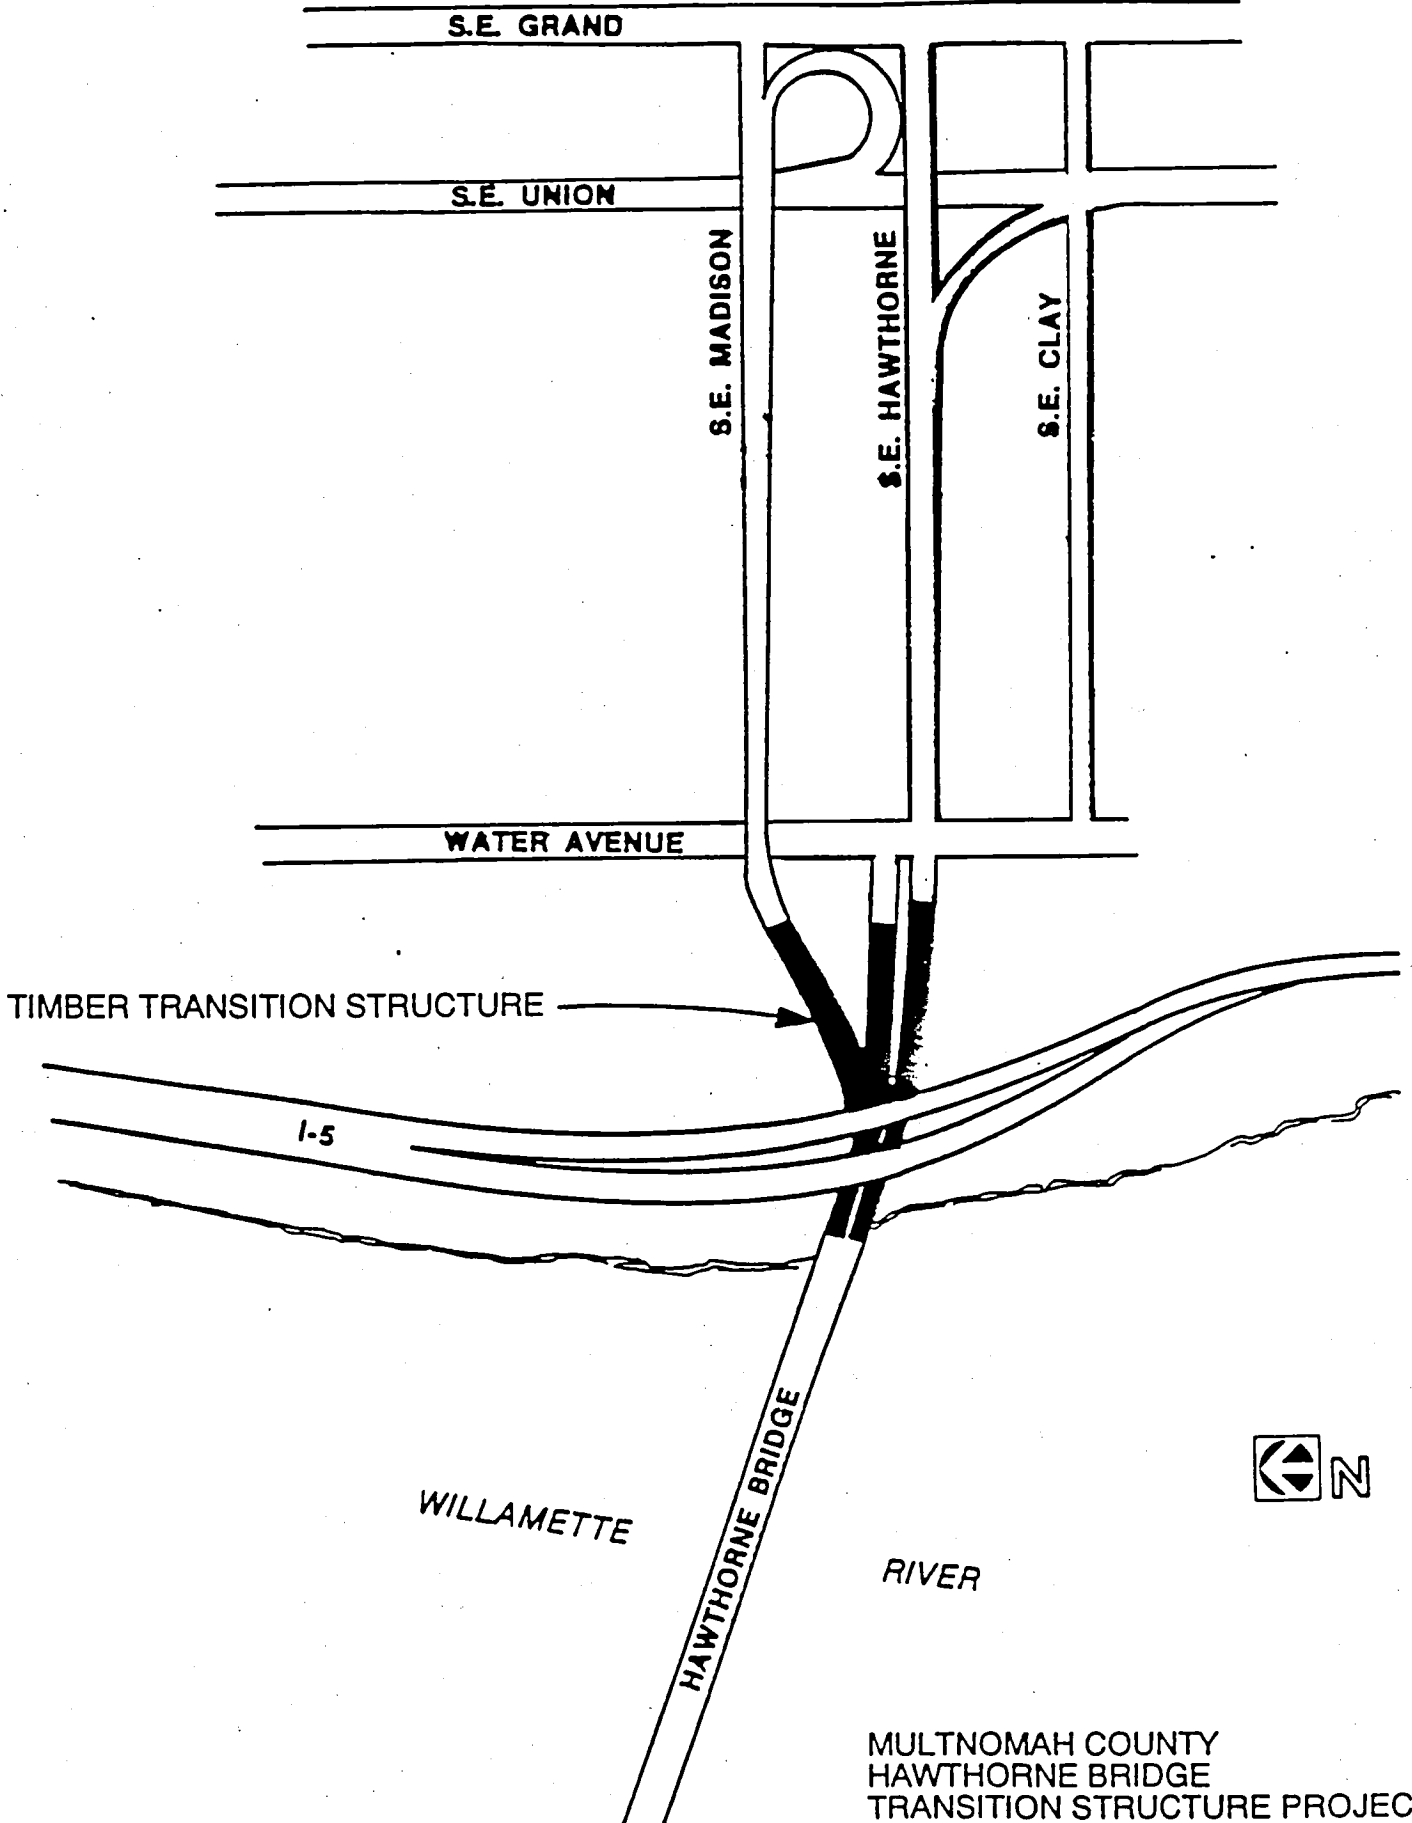 S.E. GRAND
S.E. UNION
S.E. MADISON
S.E. HAWTHORNE
S.E. CLAY
WATER AVENUE
TIMBER TRANSITION STRUCTURE
I-5
HAWTHORNE BRIDGE
WILLAMETTE
RIVER
N
MULTNOMAH COUNTY
HAWTHORNE BRIDGE
TRANSITION STRUCTURE PROJEC